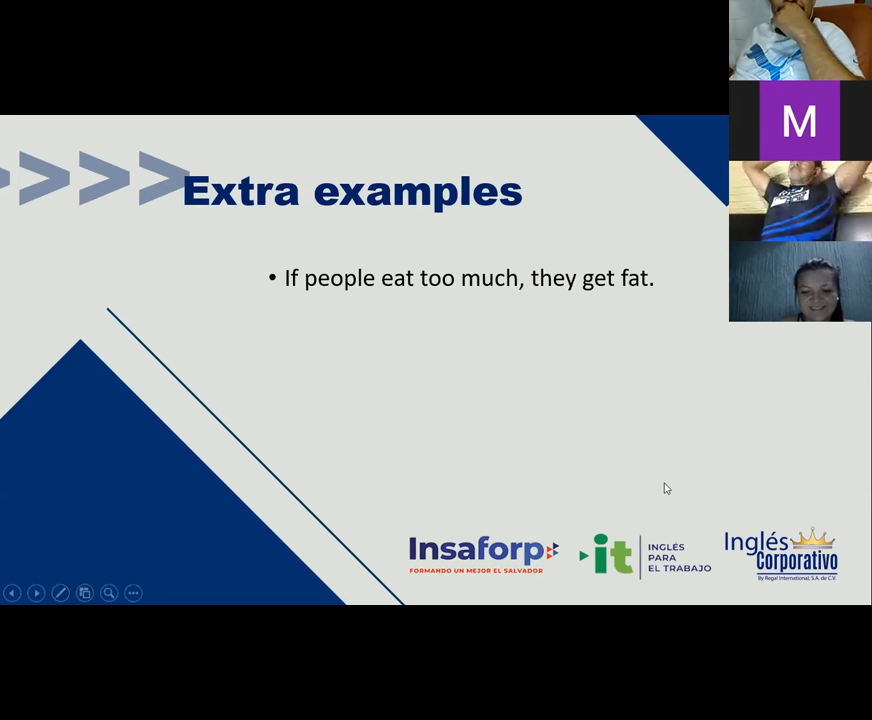 Extra examples
• If people eat too much, they get fat.
M
Insaforp
FORMANDO UN MEJOR EL SALVADOR
it
INGLÉS
PARA
EL TRABAJO
Inglés
Corporativo
By Regal International, S.A. de C.V.